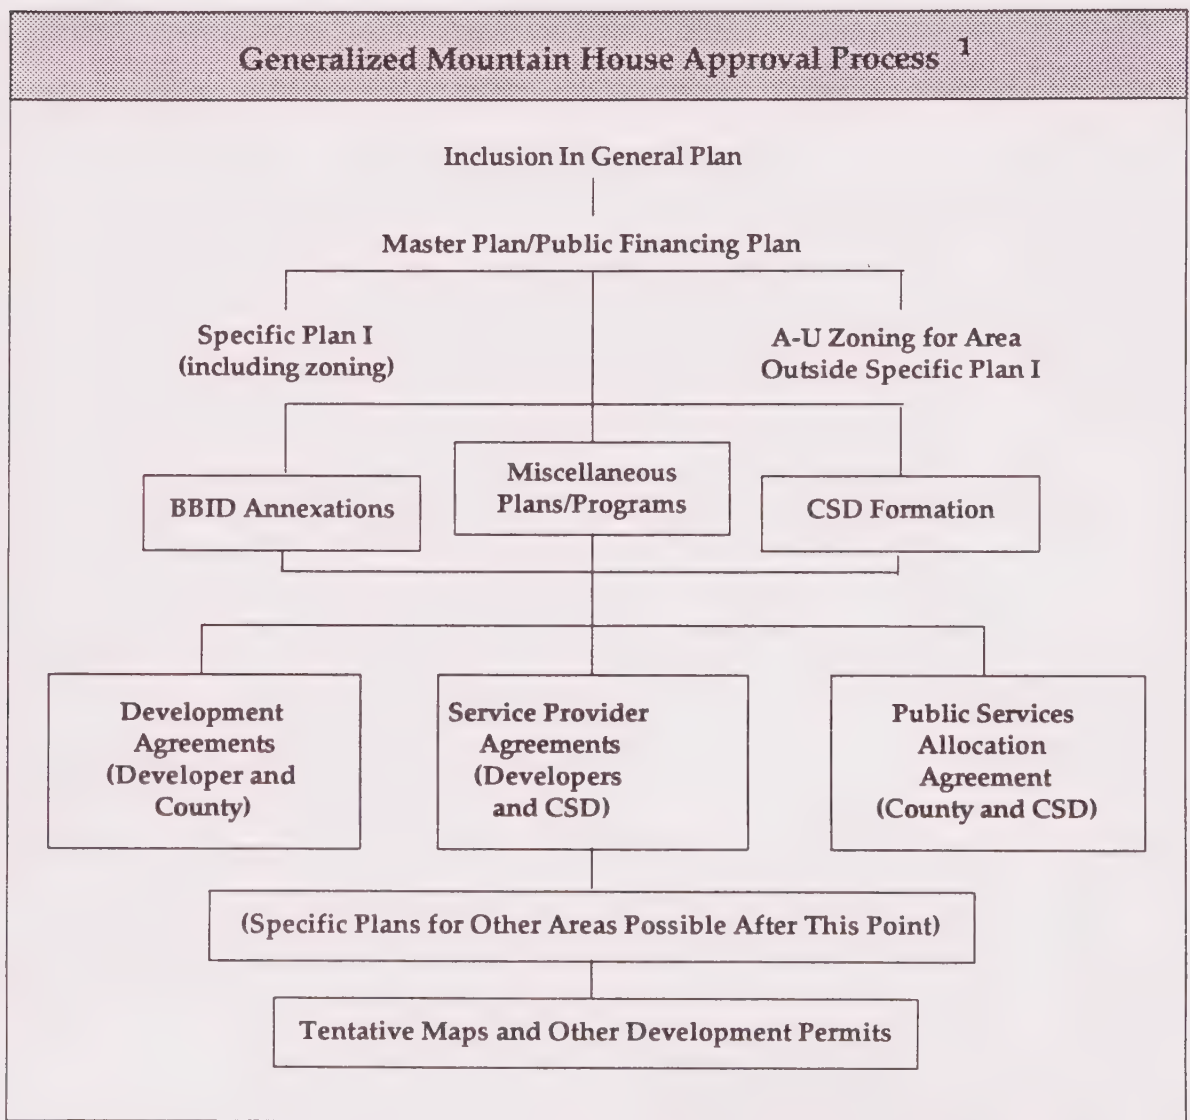 Generalized Mountain House Approval Process 1
Inclusion In General Plan
Master Plan/Public Financing Plan
Specific Plan I
(including zoning)
A-U Zoning for Area
Outside Specific Plan I
BBID Annexations
Miscellaneous
Plans/Programs
CSD Formation
Development
Agreements
(Developer and
County)
Service Provider
Agreements
(Developers
and CSD)
Public Services
Allocation
Agreement
(County and CSD)
(Specific Plans for Other Areas Possible After This Point)
Tentative Maps and Other Development Permits